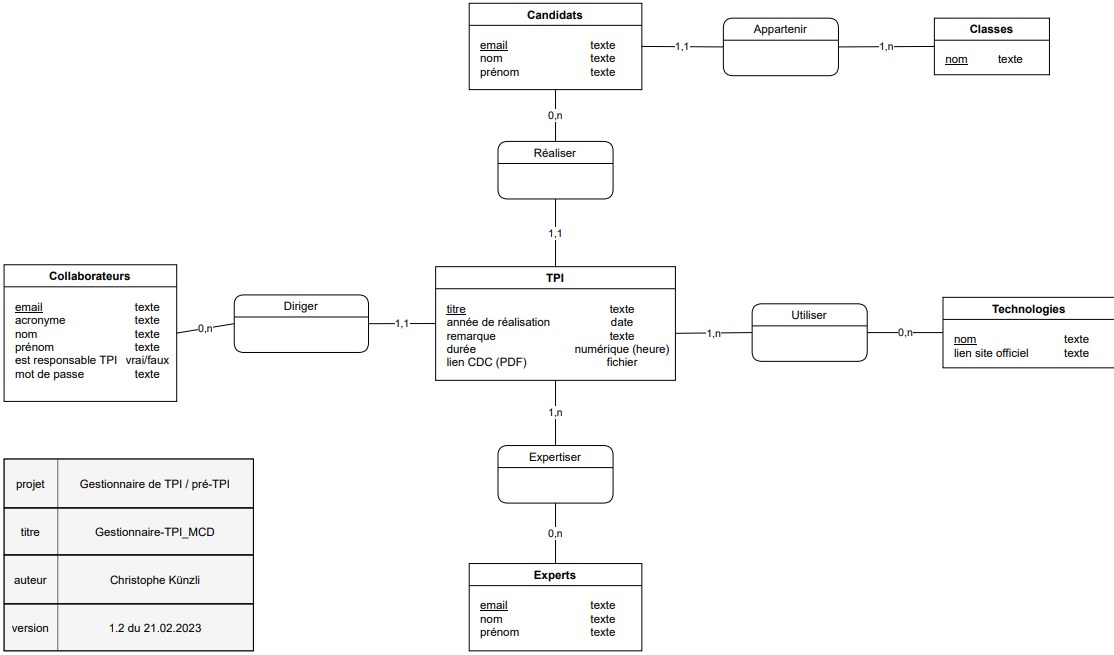 Candidats
email texte
nom texte
prénom texte
1,1
Appartenir
1,n
Classes
nom texte
0,n
Réaliser
1,1
Collaborateurs
email texte
acronyme texte
nom texte
prénom texte
est responsable TPI vrai/faux
mot de passe texte
0,n
Diriger
1,1
TPI
titre texte
année de réalisation date
remarque texte
durée numérique (heure)
lien CDC (PDF) fichier
1,n
Utiliser
0,n
Technologies
nom texte
lien site officiel texte
1,n
Expertiser
0,n
Experts
email texte
nom texte
prénom texte
projet Gestionnaire de TPI / pré-TPI
titre Gestionnaire-TPI_MCD
auteur Christophe Künzli
version 1.2 du 21.02.2023